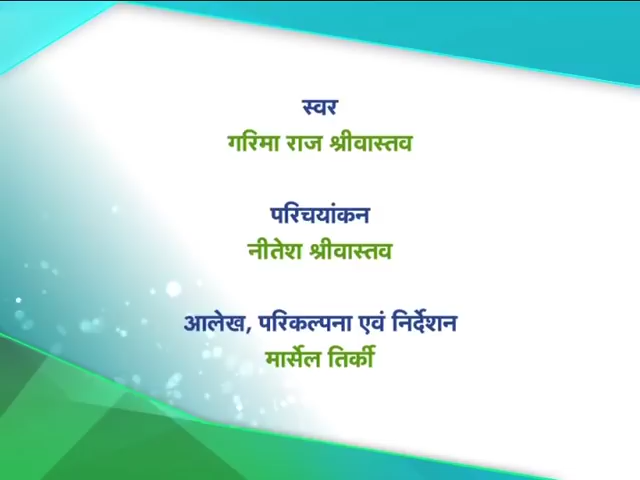 स्वर
गरिमा राज श्रीवास्तव
परिचयांकन
नीतेश श्रीवास्तव
आलेख, परिकल्पना एवं निर्देशन
मार्सेल तिर्की